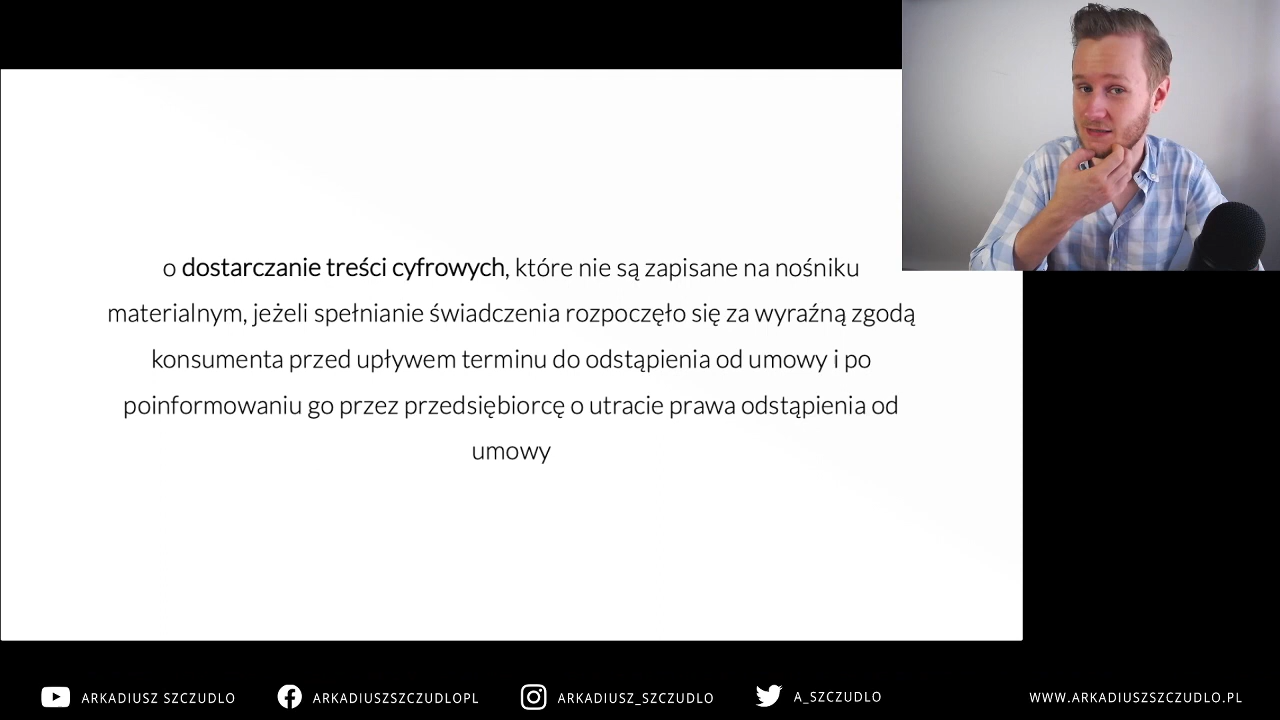 o dostarczanie treści cyfrowych, które nie są zapisane na nośniku
materialnym, jeżeli spełnianie świadczenia rozpoczęło się za wyraźną zgodą
konsumenta przed upływem terminu do odstąpienia od umowy i po
poinformowaniu go przez przedsiębiorcę o utracie prawa odstąpienia od
umowy
ARKADIUSZ SZCZUDLO
ARKADIUSZSZCZUDLOPL
ARKADIUSZ_SZCZUDLO
A_SZCZUDLO
WWW.ARKADIUSZSZCZUDLO.PL